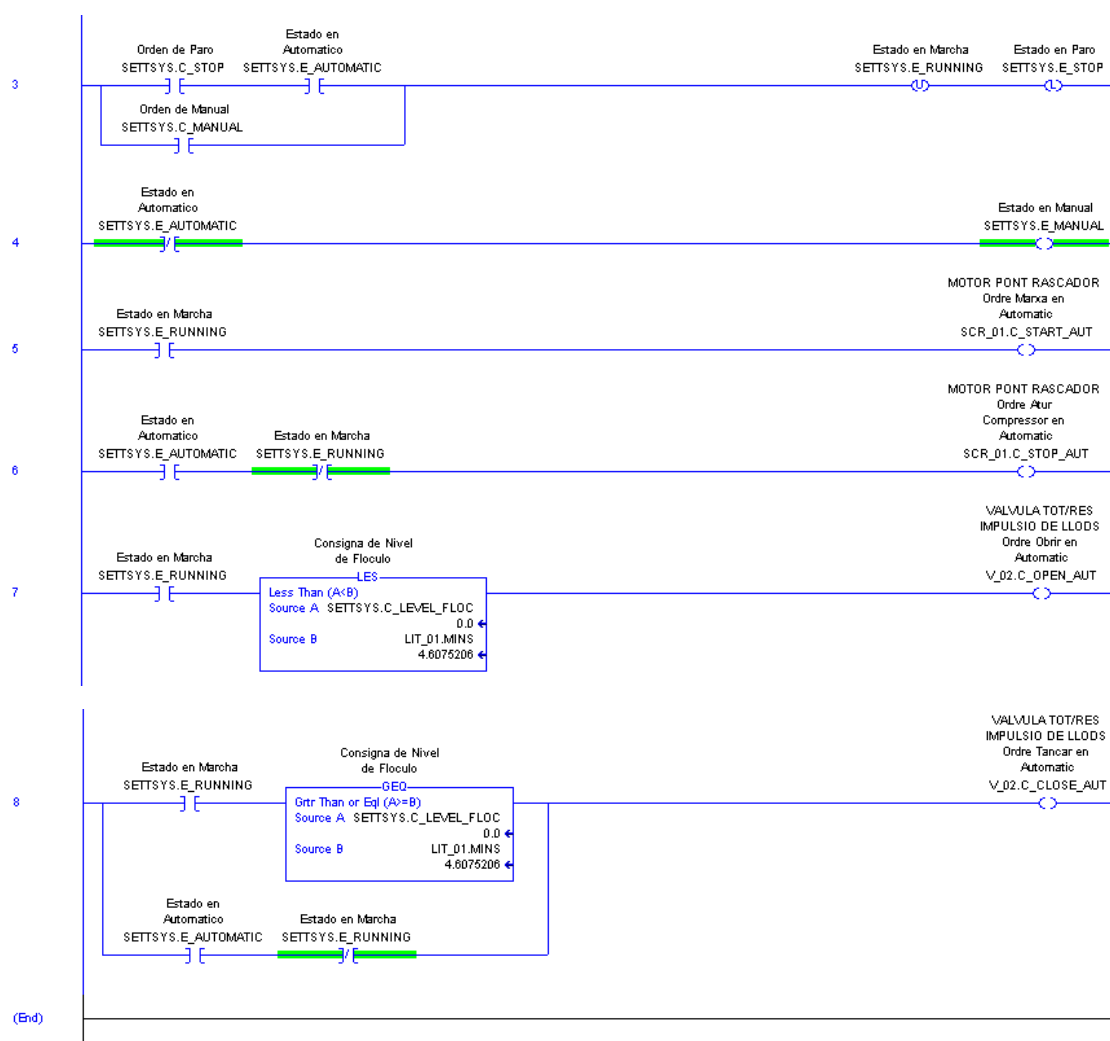 Orden de Paro
SETTSYS.C_STOP
Estado en
Automatico
SETTSYS.E_AUTOMATIC
Estado en Marcha
SETTSYS.E_RUNNING
U
Estado en Paro
SETTSYS.E_STOP
L
3
Orden de Manual
SETTSYS.C_MANUAL
Estado en
Automatico
SETTSYS.E_AUTOMATIC
Estado en Manual
SETTSYS.E_MANUAL
4
Estado en Marcha
SETTSYS.E_RUNNING
MOTOR PONT RASCADOR
Ordre Marxa en
Automatic
SCR_01.C_START_AUT
5
Estado en
Automatico
SETTSYS.E_AUTOMATIC
Estado en Marcha
SETTSYS.E_RUNNING
MOTOR PONT RASCADOR
Ordre Atur
Compressor en
Automatic
SCR_01.C_STOP_AUT
6
Estado en Marcha
SETTSYS.E_RUNNING
Consigna de Nivel
de Floculo
LES
Less Than (A<B)
Source A SETTSYS.C_LEVEL_FLOC
0.0
Source B LIT_01.MINS
4.6075206
VALVULA TOT/RES
IMPULSIO DE LLODS
Ordre Obrir en
Automatic
V_02.C_OPEN_AUT
7
Estado en Marcha
SETTSYS.E_RUNNING
Consigna de Nivel
de Floculo
GEQ
Grtr Than or Eql (A>=B)
Source A SETTSYS.C_LEVEL_FLOC
0.0
Source B LIT_01.MINS
4.6075206
VALVULA TOT/RES
IMPULSIO DE LLODS
Ordre Tancar en
Automatic
V_02.C_CLOSE_AUT
8
Estado en
Automatico
SETTSYS.E_AUTOMATIC
Estado en Marcha
SETTSYS.E_RUNNING
(End)